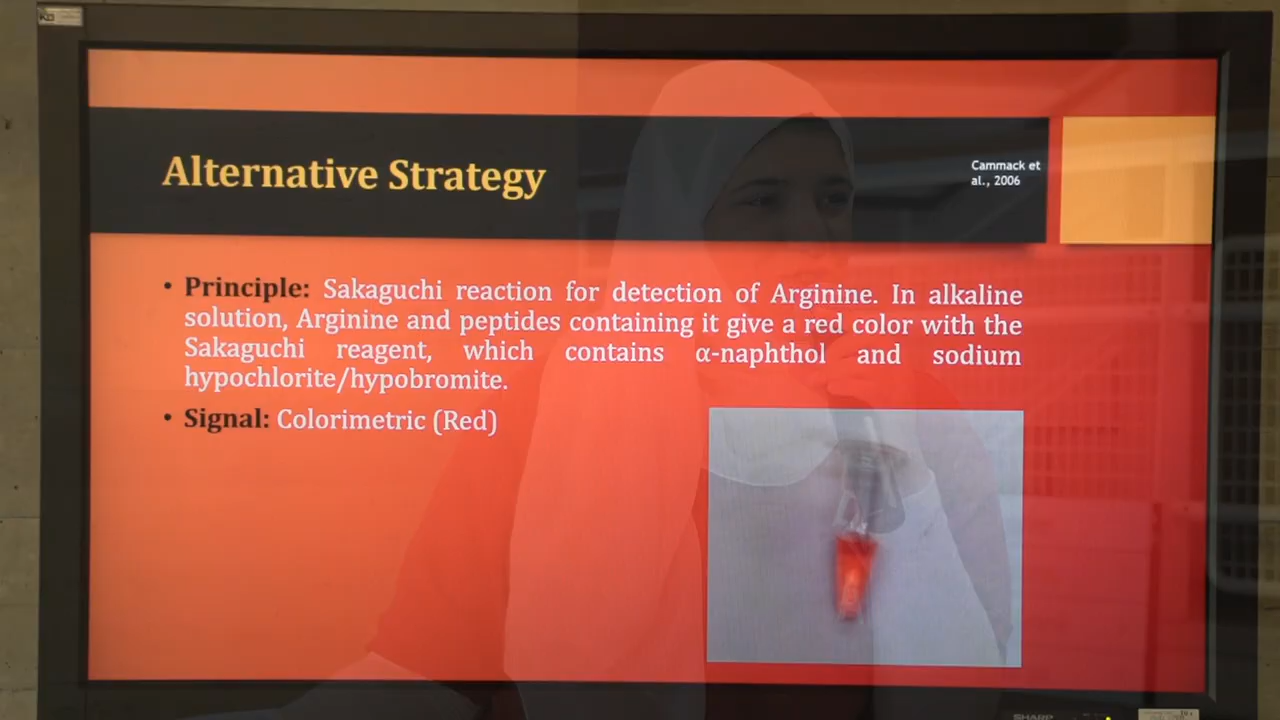 Alternative Strategy
Cammack et
al., 2006
• Principle: Sakaguchi reaction for detection of Arginine. In alkaline
solution, Arginine and peptides containing it give a red color with the
Sakaguchi reagent, which contains α-naphthol and sodium
hypochlorite/hypobromite.
• Signal: Colorimetric (Red)
SHARP